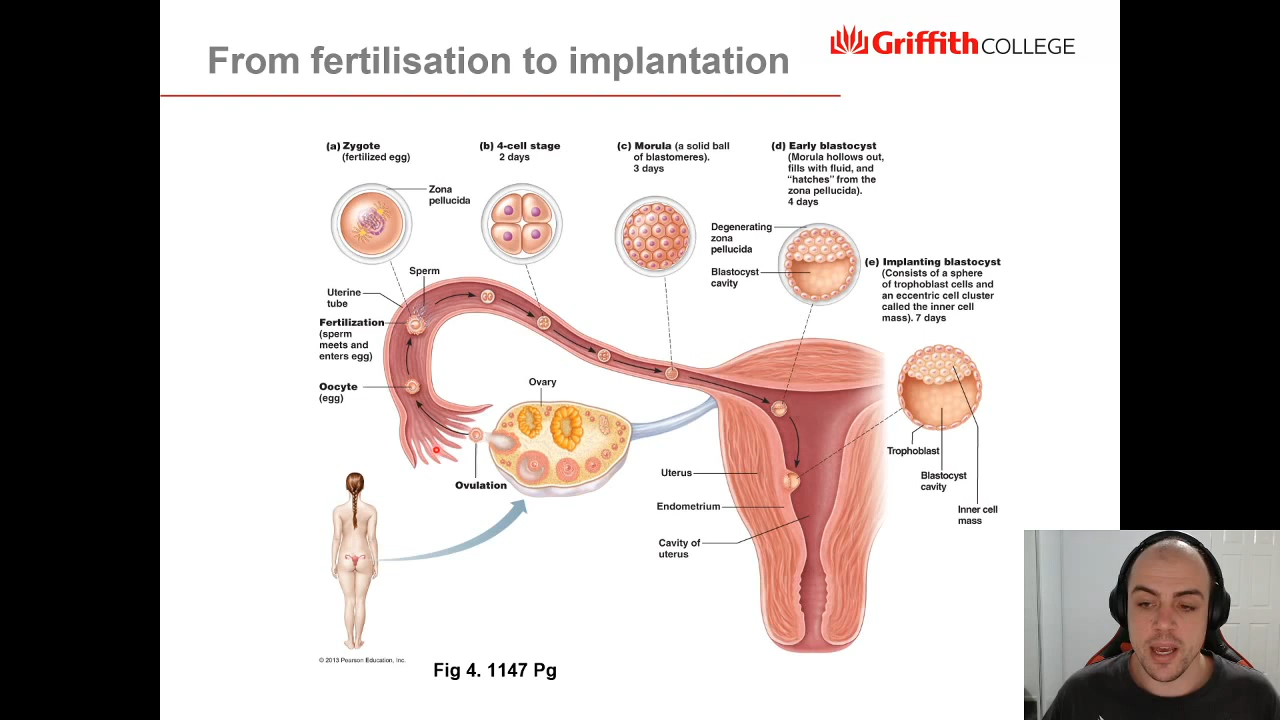 From fertilisation to implantation
Griffith COLLEGE
(a) Zygote
(fertilized egg)
Zona
pellucida
(b) 4-cell stage
2 days
(c) Morula (a solid ball
of blastomeres).
3 days
(d) Early blastocyst
(Morula hollows out,
fills with fluid, and
“hatches” from the
zona pellucida).
4 days
Degenerating
zona
pellucida
Blastocyst
cavity
(e) Implanting blastocyst
(Consists of a sphere
of trophoblast cells and
an eccentric cell cluster
called the inner cell
mass). 7 days
Sperm
Uterine
tube
Fertilization
(sperm
meets and
enters egg)
Oocyte
(egg)
Ovary
Ovulation
Uterus
Endometrium
Cavity of
uterus
Trophoblast
Blastocyst
cavity
Inner cell
mass
© 2013 Pearson Education, Inc.
Fig 4. 1147 Pg